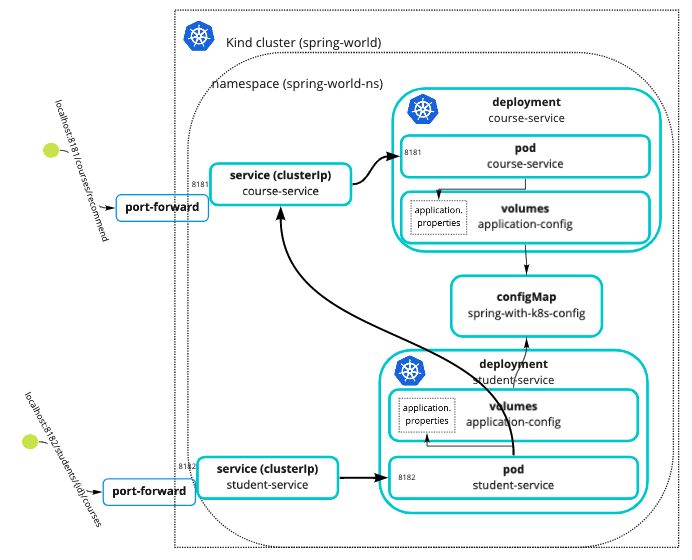 Kind cluster (spring-world)
namespace (spring-world-ns)
deployment
course-service
8181
pod
course-service
localhost:8181/courses/recommend
8181
service (clusterIp)
course-service
port-forward
application.
properties
volumes
application-config
configMap
spring-with-k8s-config
deployment
student-service
application.
properties
volumes
application-config
localhost:8182/students/{id}/courses
8182
service (clusterIp)
student-service
port-forward
8182
pod
student-service